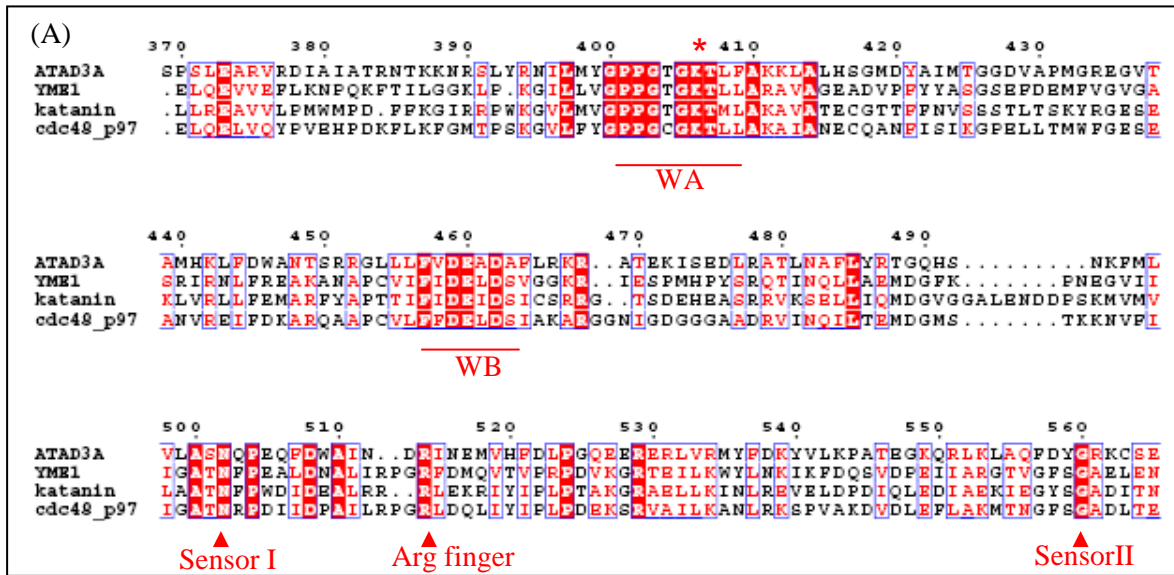 (A)
370 380 390 400 * 410 420 430
ATAD3A SPSLEARVRDIAIATRNTKKNRSLYRNILMYGPPGTGKTLFAKKLALHSGMDYAIMTGGDVAPMGREGVT
YME1 .ELQEVVEFLKNPQKFTILGGKLP.KGILLVGPPGTGKTLLARAVAGEADVPFYYASGSEFDEMFVGVGA
katanin .LLREAVVLPMWMPD.FFKGIRRPWKGVLMVGPPGTGKTMLAKAVATECGTTFFNVSSSTLTSKYRGESE
cdc48_p97 .ELQELVQYPVEHPDKFLKFGMTPSKGVLFYGPPGCGKTLLAKAIANECQANFISIKGPELLTMWFGESE
WA
440 450 460 470 480 490
ATAD3A AMHKLFDWANTSRRGLLLFVDEADAFLRKR..ATEKISEDLRATLNAFLYRTGQHS.........NKFML
YME1 SRIRNLFREAKANAPCVIFIDELDSVGGKR..IESPMHPYSRQTINQLLAEMDGFK.........PNEGVII
katanin KLVRLLFEMARFYAPTTIFIDEIDSICSRRG.TSDEHEASRRVKSELLIQMDGVGGALENDDPSKMVMV
cdc48_p97 ANVREIFDKARQAAPCVLFFDELDSIAKARGGNIGDGGGAADRVINQILTEMDGMS.......TKKNVFI
WB
500 510 520 530 540 550 560
ATAD3A VLASNQPEQFDWAIN..DRINEMVHFDLPGQEERERLVRMYFDKYVLKPATEGKQRLKLAQFDYGRKCSE
YME1 IGATNFPEALDNALIRPGRFDMQVTVPRPDVKGRTEILKWYLNKIKFDQSVDPEIIARGTVGFSGAELEN
katanin LAATNFPWDIDEALRR..RLEKRIYIPLPTAKGRAELLKINLREVELDPDIQLEDIAEKIEGYSGADITN
cdc48_p97 IGATNRPDIIDPAILRPGRLDQLIYIPLPDEKSRVAILKANLRKSPVAKDVDLEFLAKMTNGFSGADLTE
Sensor I Arg finger SensorII